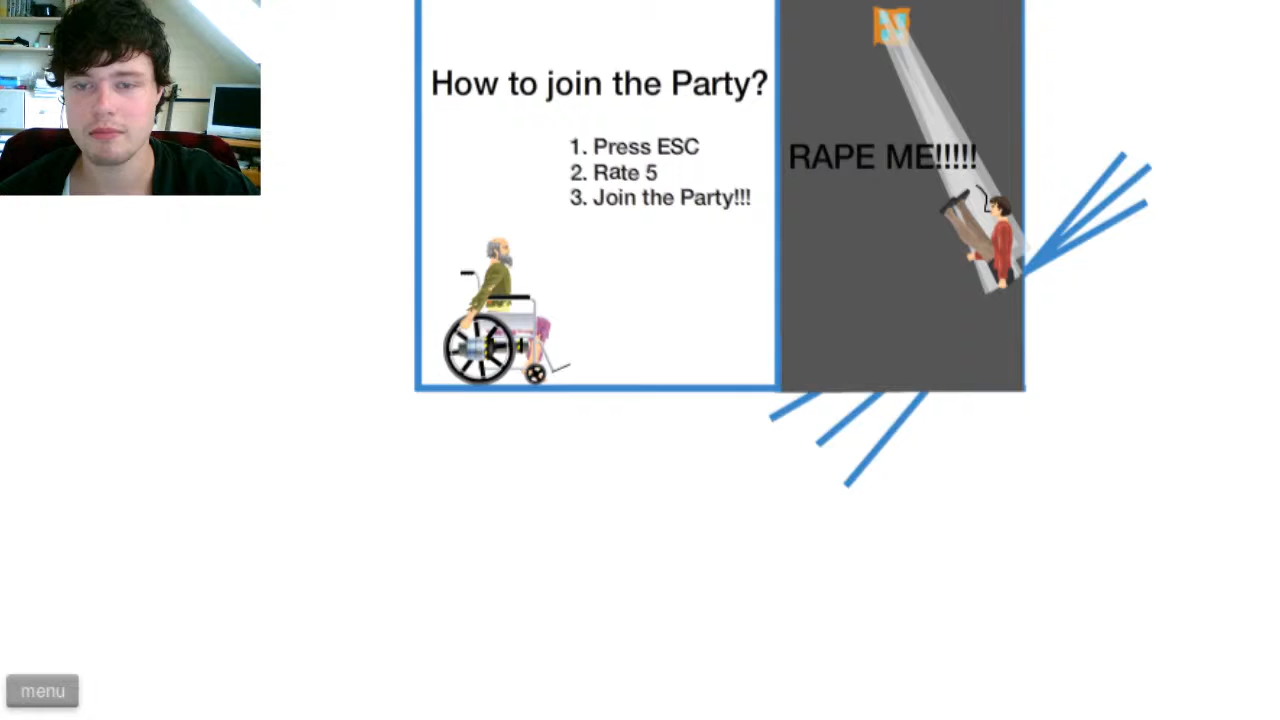 How to join the Party?
1. Press ESC
2. Rate 5
3. Join the Party!!!
RAPE ME!!!!!
menu